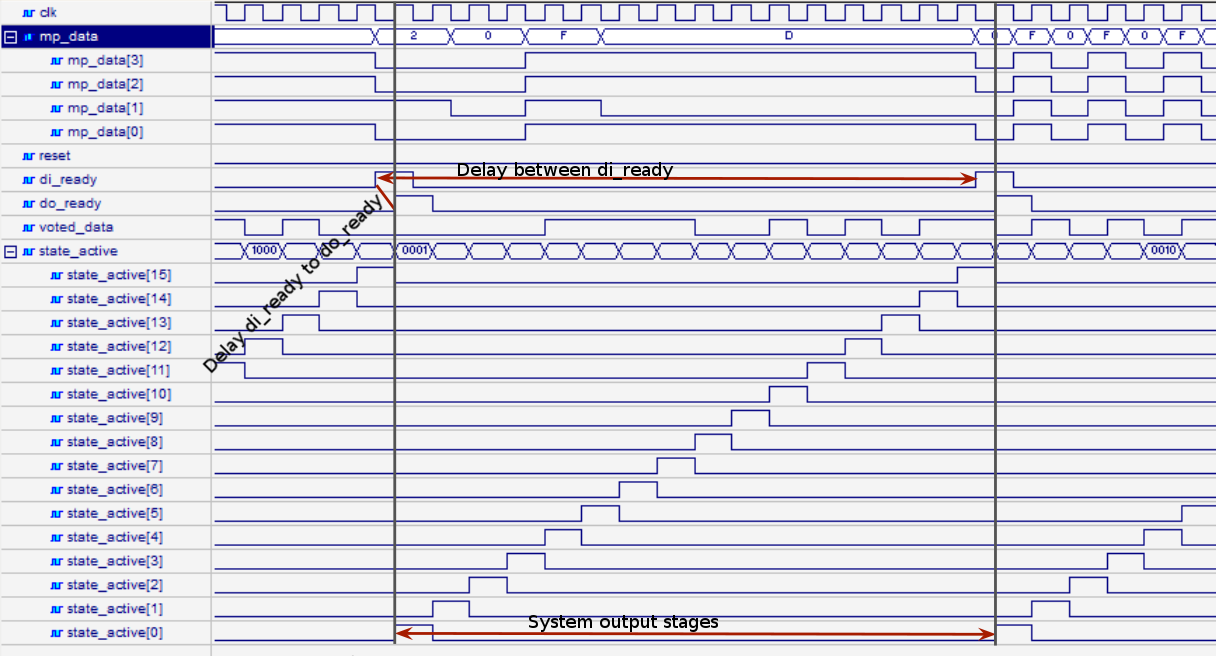 clk
mp_data 2 0 F D 0 F 0 F 0 F
mp_data[3]
mp_data[2]
mp_data[1]
mp_data[0]
reset
di_ready
Delay between di_ready
do_ready
Delay di_ready to do_ready
voted_data
state_active 1000 0001 0010
state_active[15]
state_active[14]
state_active[13]
state_active[12]
state_active[11]
state_active[10]
state_active[9]
state_active[8]
state_active[7]
state_active[6]
state_active[5]
state_active[4]
state_active[3]
state_active[2]
state_active[1]
System output stages
state_active[0]